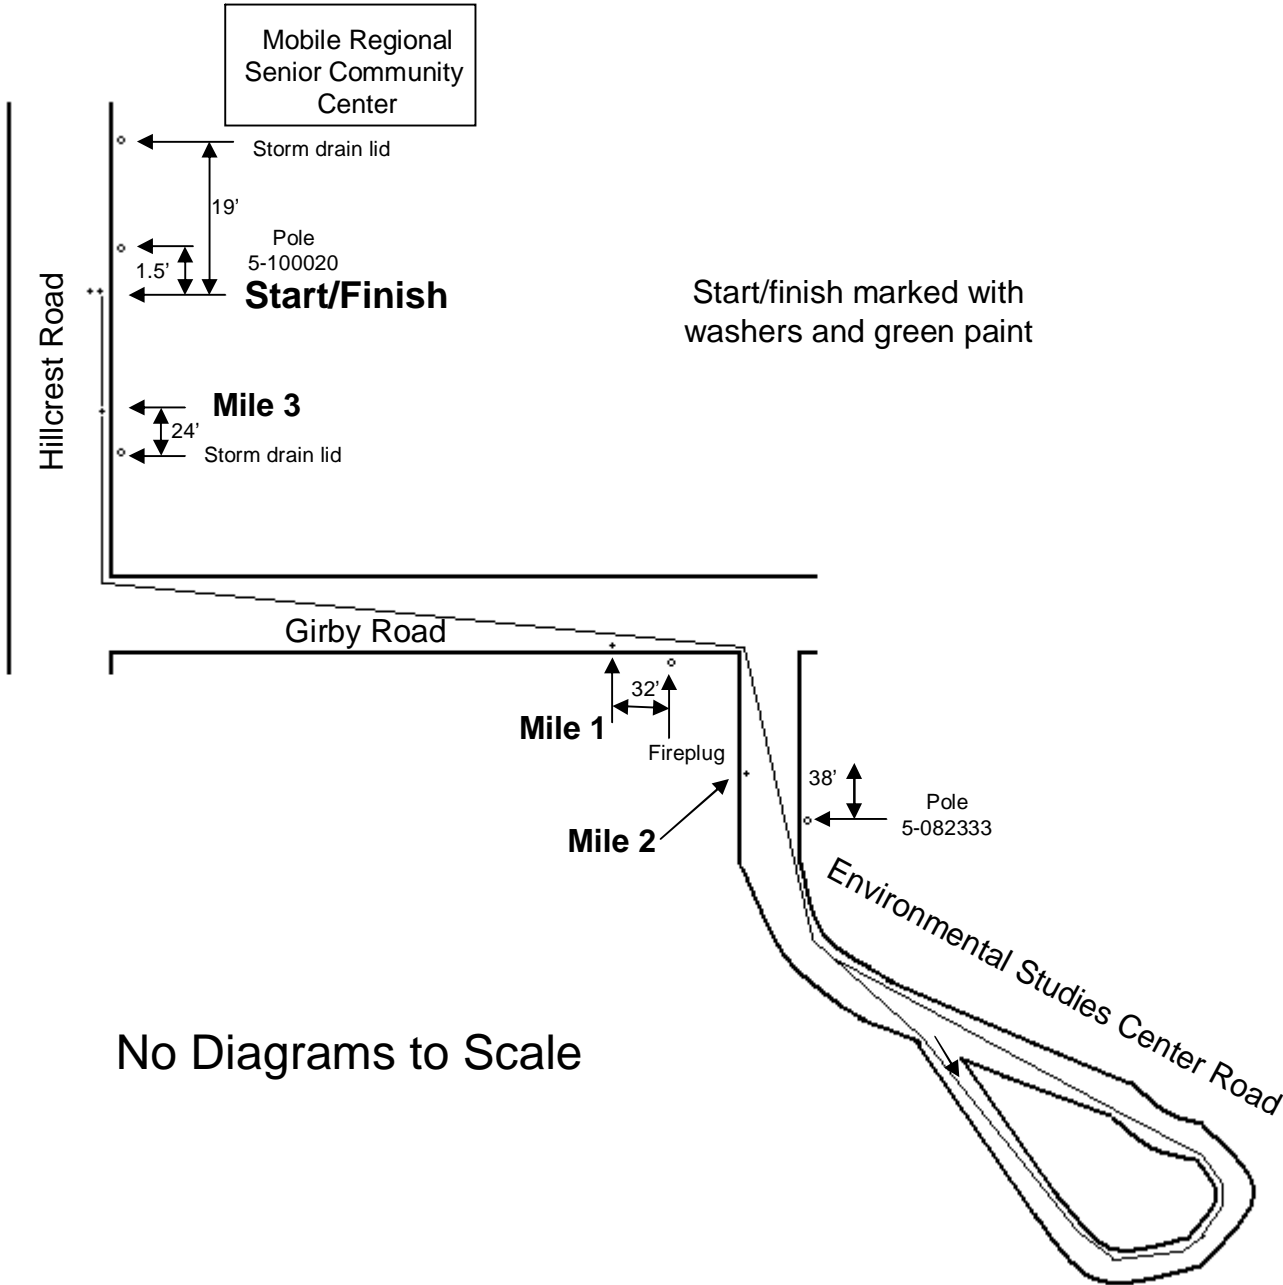 Mobile Regional
Senior Community
Center
Storm drain lid
19’
Pole
5-100020
1.5’
Start/Finish
Start/finish marked with
washers and green paint
Hillcrest Road
Mile 3
24’
Storm drain lid
Girby Road
32’
Mile 1
Fireplug
38’
Pole
5-082333
Mile 2
Environmental Studies Center Road
No Diagrams to Scale